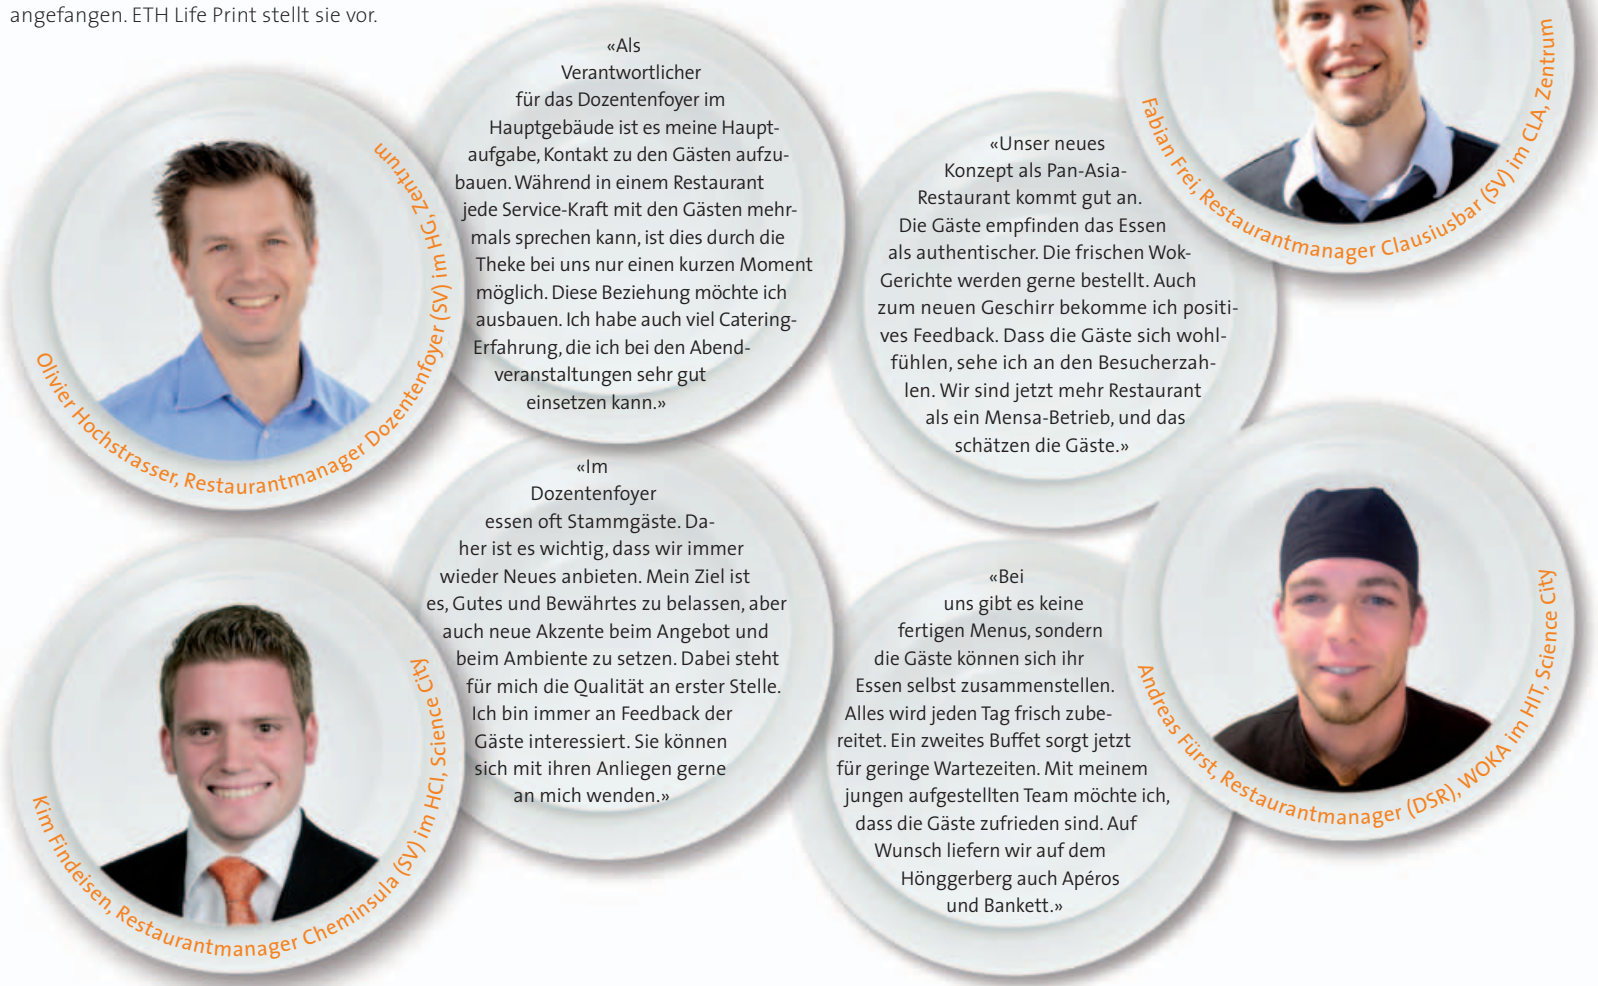 angefangen. ETH Life Print stellt sie vor.
Olivier Hochstrasser, Restaurantmanager Dozentenfoyer (SV) im HG, Zentrum
«Als
Verantwortlicher
für das Dozentenfoyer im
Hauptgebäude ist es meine Haupt-
aufgabe, Kontakt zu den Gästen aufzu-
bauen. Während in einem Restaurant
jede Service-Kraft mit den Gästen mehr-
mals sprechen kann, ist dies durch die
Theke bei uns nur einen kurzen Moment
möglich. Diese Beziehung möchte ich
ausbauen. Ich habe auch viel Catering-
Erfahrung, die ich bei den Abend-
veranstaltungen sehr gut
einsetzen kann.»
Fabian Frei, Restaurantmanager Clausiusbar (SV) im CLA, Zentrum
«Unser neues
Konzept als Pan-Asia-
Restaurant kommt gut an.
Die Gäste empfinden das Essen
als authentischer. Die frischen Wok-
Gerichte werden gerne bestellt. Auch
zum neuen Geschirr bekomme ich positi-
ves Feedback. Dass die Gäste sich wohl-
fühlen, sehe ich an den Besucherzah-
len. Wir sind jetzt mehr Restaurant
als ein Mensa-Betrieb, und das
schätzen die Gäste.»
Kim Findeisen, Restaurantmanager Cheminsula (SV) im HCI, Science City
«Im
Dozentenfoyer
essen oft Stammgäste. Da-
her ist es wichtig, dass wir immer
wieder Neues anbieten. Mein Ziel ist
es, Gutes und Bewährtes zu belassen, aber
auch neue Akzente beim Angebot und
beim Ambiente zu setzen. Dabei steht
für mich die Qualität an erster Stelle.
Ich bin immer an Feedback der
Gäste interessiert. Sie können
sich mit ihren Anliegen gerne
an mich wenden.»
Andreas Fürst, Restaurantmanager (DSR), WOKA im HIT, Science City
«Bei
uns gibt es keine
fertigen Menus, sondern
die Gäste können sich ihr
Essen selbst zusammenstellen.
Alles wird jeden Tag frisch zube-
reitet. Ein zweites Buffet sorgt jetzt
für geringe Wartezeiten. Mit meinem
jungen aufgestellten Team möchte ich,
dass die Gäste zufrieden sind. Auf
Wunsch liefern wir auf dem
Hönggerberg auch Apéros
und Bankett.»